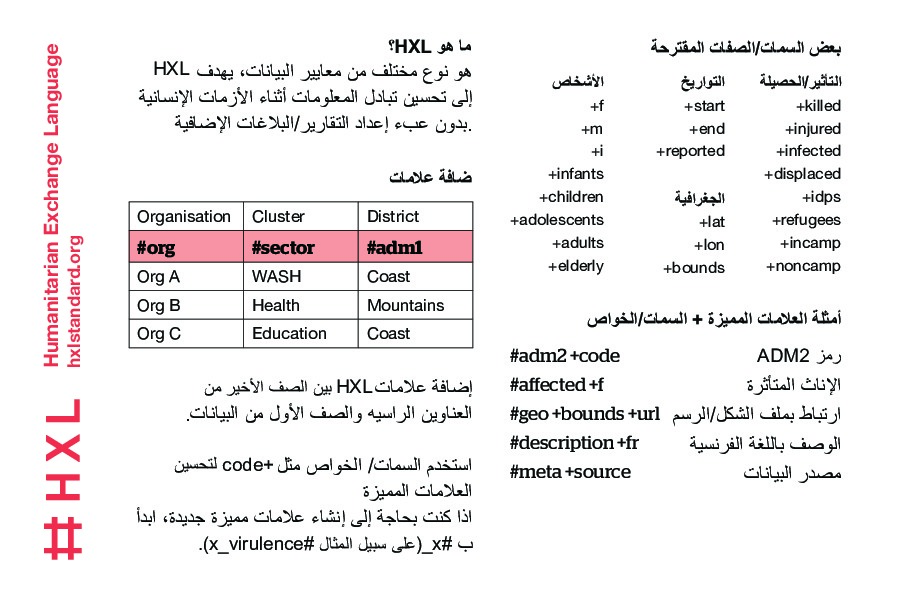 #HXL
Humanitarian Exchange Language
hxlstandard.org
ما هو HXL؟
هو نوع مختلف من معايير البيانات، يهدف HXL
إلى تحسين تبادل المعلومات أثناء الأزمات الإنسانية
.بدون عبء إعداد التقارير/البلاغات الإضافية
ضافة علامات
Organisation Cluster District
#org #sector #adm1
Org A WASH Coast
Org B Health Mountains
Org C Education Coast
إضافة علامات HXL بين الصف الأخير من
العناوين الراسيه والصف الأول من البيانات.
استخدم السمات/ الخواص مثل +code لتحسين
العلامات المميزة
اذا كنت بحاجة إلى إنشاء علامات مميزة جديدة، ابدأ
ب #x_(على سبيل المثال #x_virulence).
بعض السمات/الصفات المقترحة
التأثير/الحصيلة
+killed
+injured
+infected
+displaced
+idps
+refugees
+incamp
+noncamp
التواريخ
+start
+end
+reported
الجغرافية
+lat
+lon
+bounds
الأشخاص
+f
+m
+i
+infants
+children
+adolescents
+adults
+elderly
أمثلة العلامات المميزة + السمات/الخواص
رمز ADM2 #adm2 +code
الإناث المتأثرة #affected +f
ارتباط بملف الشكل/الرسم #geo +bounds +url
الوصف باللغة الفرنسية #description +fr
مصدر البيانات #meta +source